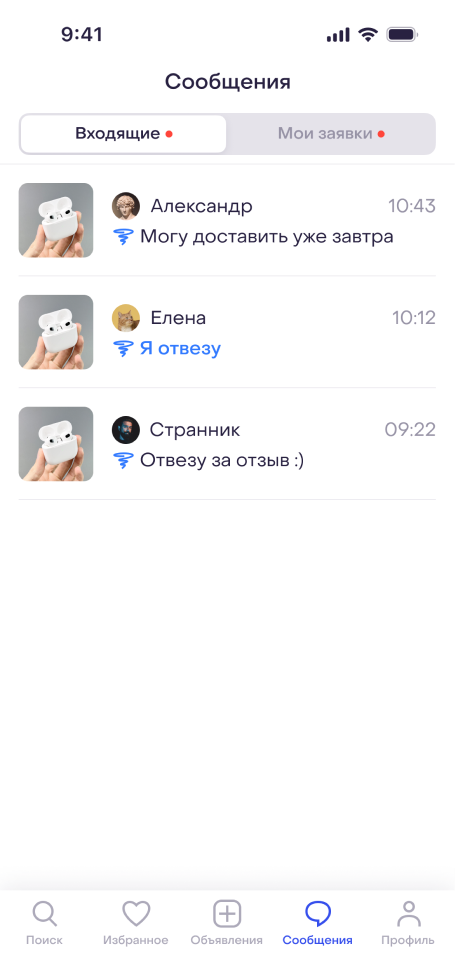 9:41
Сообщения
Входящие
Мои заявки
Александр 10:43
Могу доставить уже завтра
Елена 10:12
Я отвезу
Странник 09:22
Отвезу за отзыв :)
Поиск Избранное Объявления Сообщения Профиль